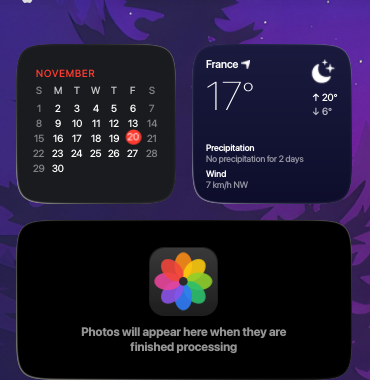 NOVEMBER
S M T W T F S
1 2 3 4 5 6 7
8 9 10 11 12 13 14
15 16 17 18 19 20 21
22 23 24 25 26 27 28
29 30
France
17°
↑ 20°
↓ 6°
Precipitation
No precipitation for 2 days
Wind
7 km/h NW
Photos will appear here when they are
finished processing